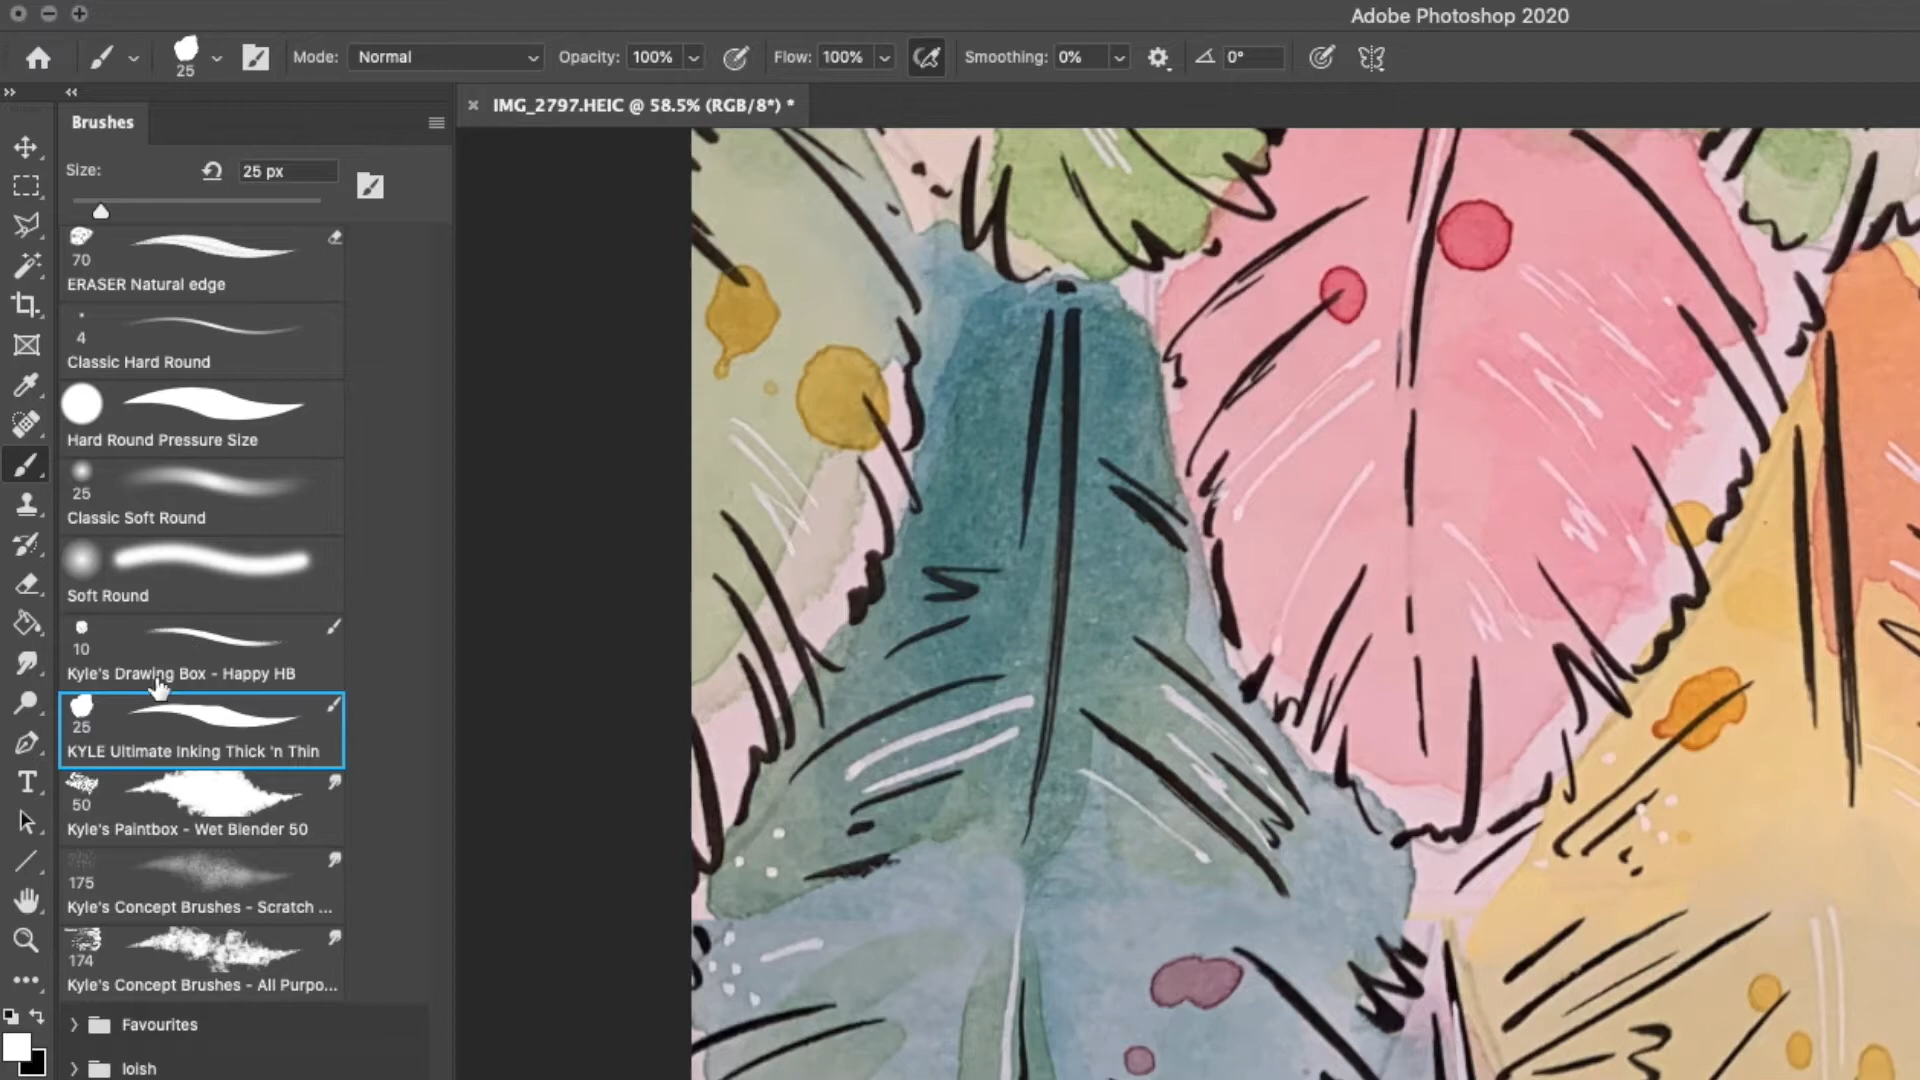 Adobe Photoshop 2020
25
Mode: Normal
Opacity: 100%
Flow: 100%
Smoothing: 0%
0°
× IMG_2797.HEIC @ 58.5% (RGB/8*) *
Brushes
Size:
25 px
70
ERASER Natural edge
4
Classic Hard Round
Hard Round Pressure Size
25
Classic Soft Round
Soft Round
10
Kyle's Drawing Box - Happy HB
25
KYLE Ultimate Inking Thick 'n Thin
50
Kyle's Paintbox - Wet Blender 50
175
Kyle's Concept Brushes - Scratch ...
174
Kyle's Concept Brushes - All Purpo...
Favourites
loish